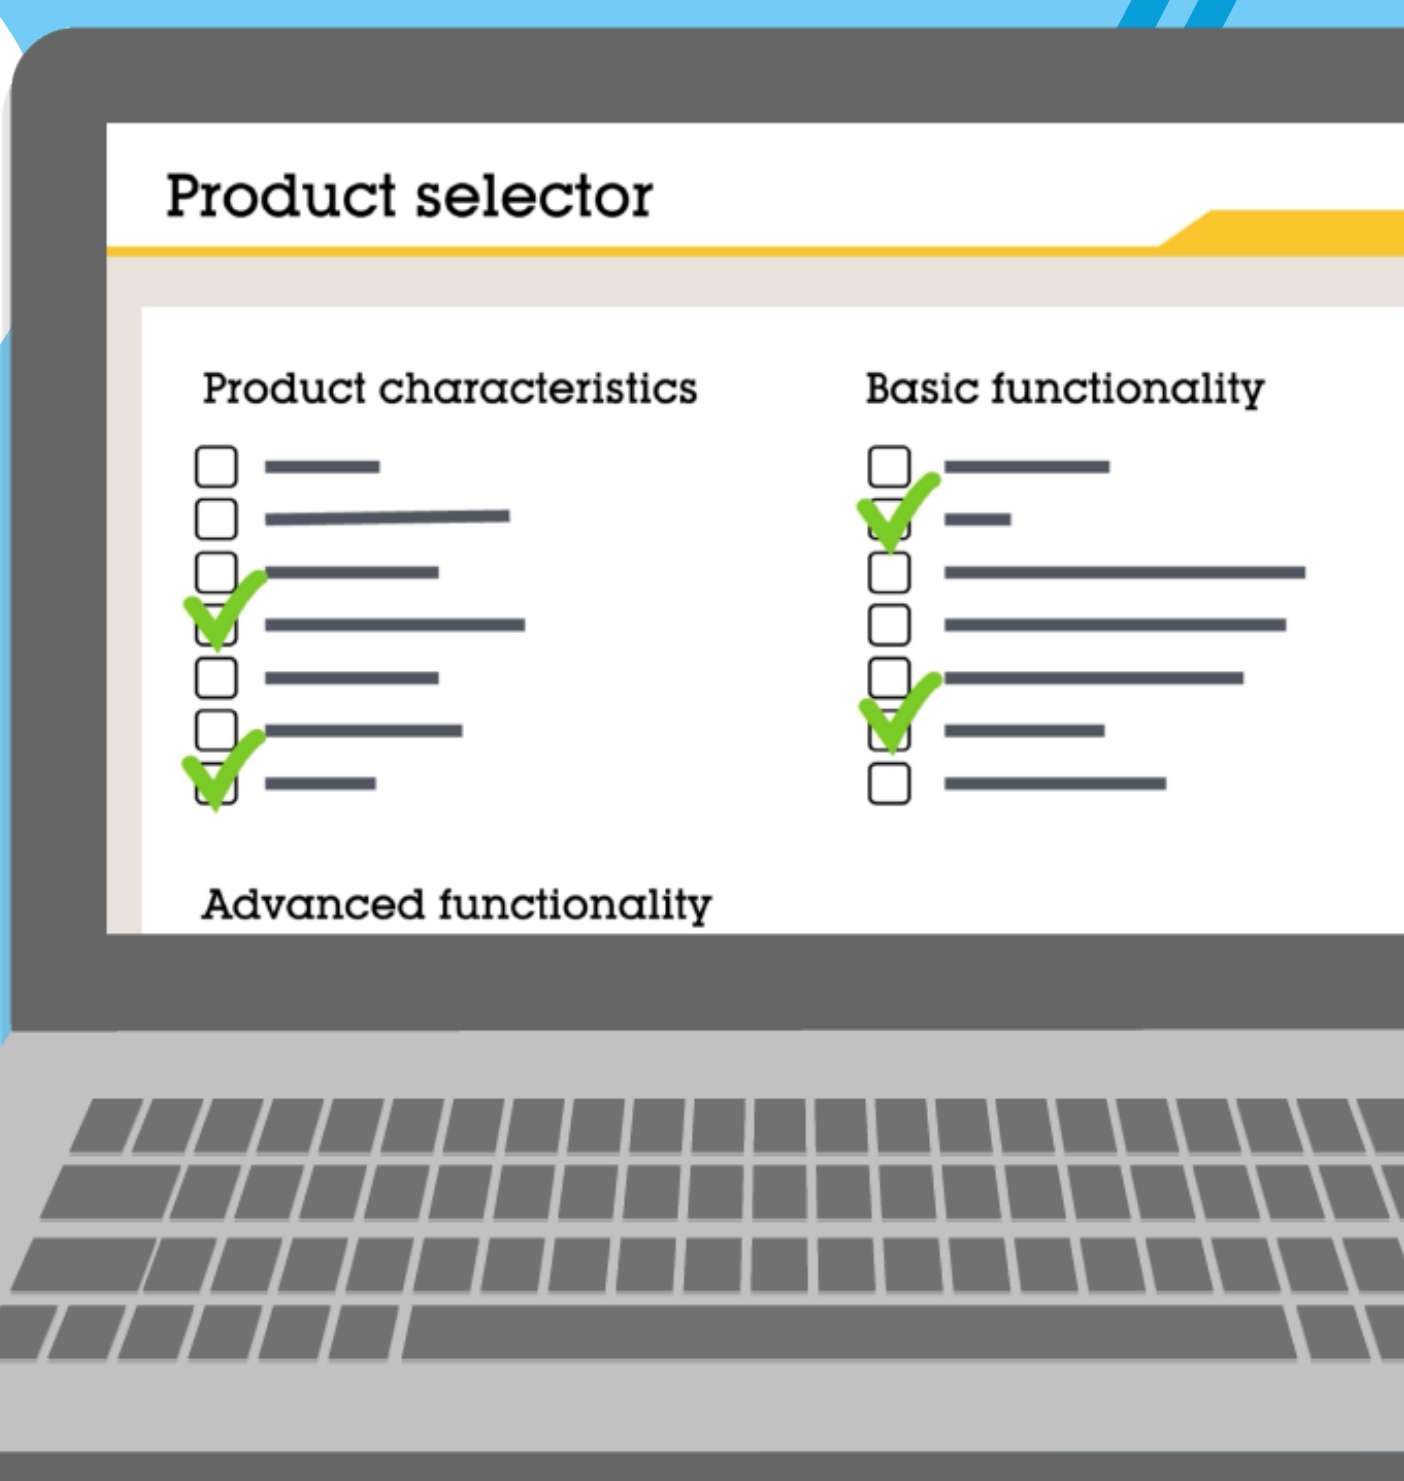 Product selector
Product characteristics
Basic functionality
Advanced functionality